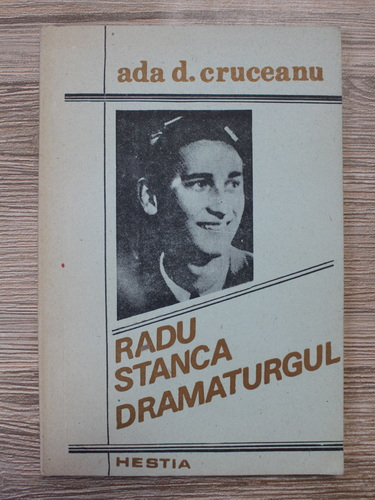 ada d. cruceanu
RADU
STANCA
DRAMATURGUL
HESTIA